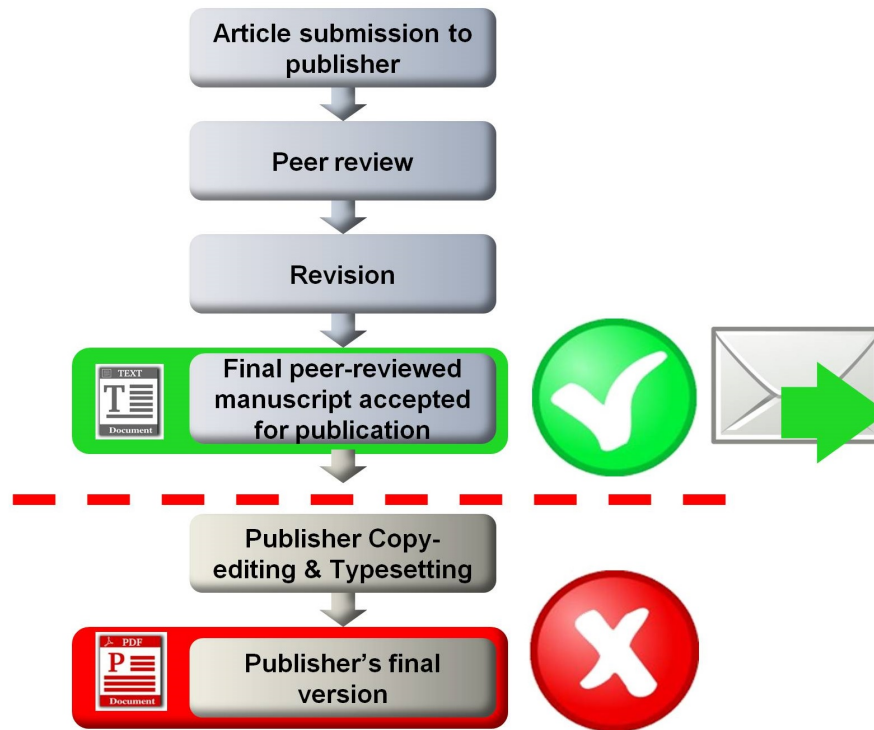 Article submission to
publisher
Peer review
Revision
TEXT
T
Document
Final peer-reviewed
manuscript accepted
for publication
Publisher Copy-
editing & Typesetting
PDF
P
Document
Publisher’s final
version